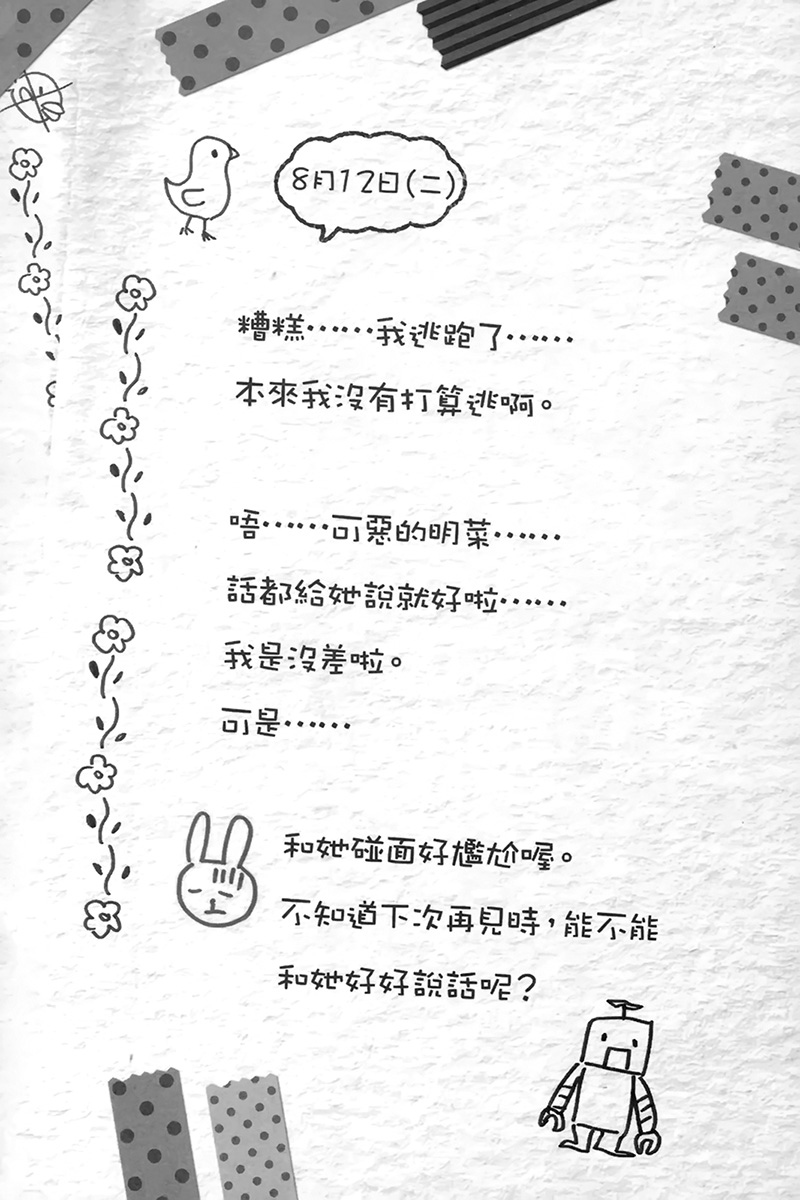 8月12日(二)
糟糕……我逃跑了……
本來我沒有打算逃啊。
唔……可惡的明菜……
話都給她說就好啦……
我是沒差啦。
可是……
和她碰面好尷尬喔。
不知道下次再見時，能不能
和她好好說話呢？